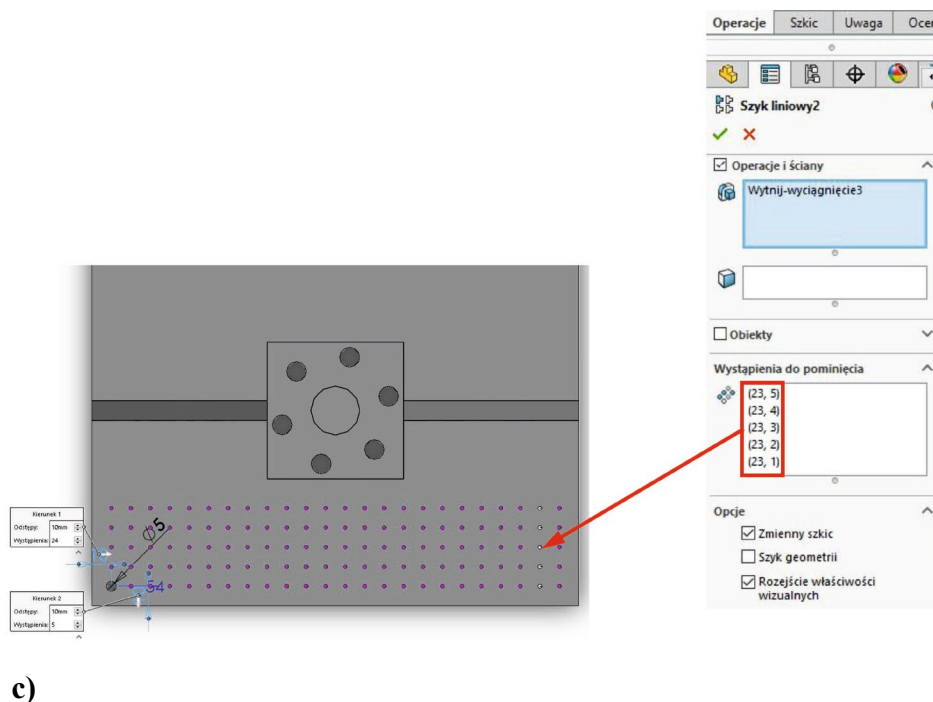 Operacje Szkic Uwaga Ocen
Szyk liniowy2
Operacje i ściany
Wytnij-wyciągnięcie3
Obiekty
Wystąpienia do pominięcia
(23, 5)
(23, 4)
(23, 3)
(23, 2)
(23, 1)
Opcje
Zmienny szkic
Szyk geometrii
Rozejście właściwości
wizualnych
Kierunek 1
Odstępy: 10mm
Wystąpienia: 24
Kierunek 2
Odstępy: 10mm
Wystąpienia: 5
∅5
54
c)